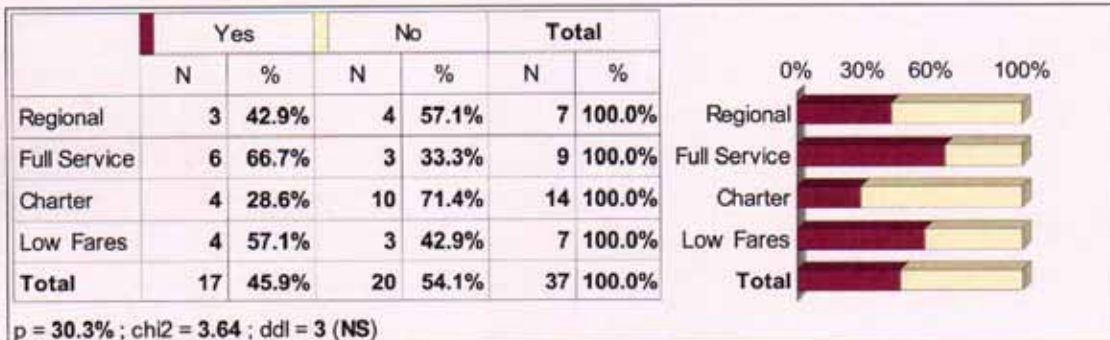 Yes No Total
N % N % N %
Regional 3 42.9% 4 57.1% 7 100.0%
Full Service 6 66.7% 3 33.3% 9 100.0%
Charter 4 28.6% 10 71.4% 14 100.0%
Low Fares 4 57.1% 3 42.9% 7 100.0%
Total 17 45.9% 20 54.1% 37 100.0%
p = 30.3% ; chi2 = 3.64 ; ddl = 3 (NS)
0% 30% 60% 100%
Regional
Full Service
Charter
Low Fares
Total